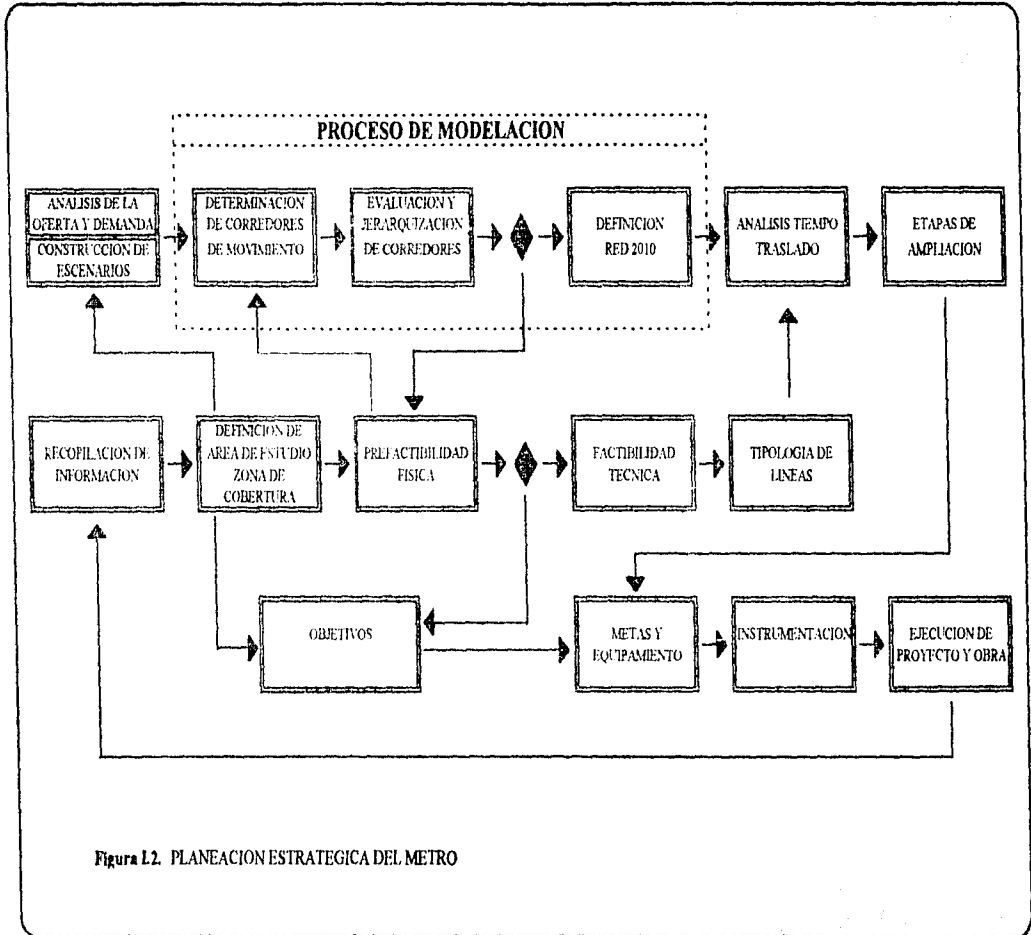 PROCESO DE MODELACION
ANALISIS DE LA
OFERTA Y DEMANDA
CONSTRUCCION DE
ESCENARIOS
DETERMINACION
DE CORREDORES
DE MOVIMIENTO
EVALUACION Y
JERARQUIZACION
DE CORREDORES
DEFINICION
RED 2010
ANALISIS TIEMPO
TRASLADO
ETAPAS DE
AMPLIACION
RECOPILACION DE
INFORMACION
DEFINICION DE
AREA DE ESTUDIO
ZONA DE
COBERTURA
PREFACTIBILIDAD
FISICA
FACTIBILIDAD
TECNICA
TIPOLOGIA DE
LINEAS
OBJETIVOS
METAS Y
EQUIPAMIENTO
INSTRUMENTACION
EJECUCION DE
PROYECTO Y OBRA
Figura I.2. PLANEACION ESTRATEGICA DEL METRO